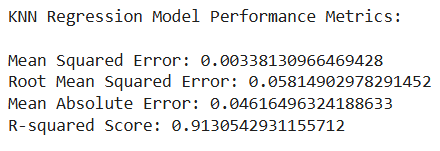 KNN Regression Model Performance Metrics:
Mean Squared Error: 0.00338130966469428
Root Mean Squared Error: 0.05814902978291452
Mean Absolute Error: 0.04616496324188633
R-squared Score: 0.9130542931155712